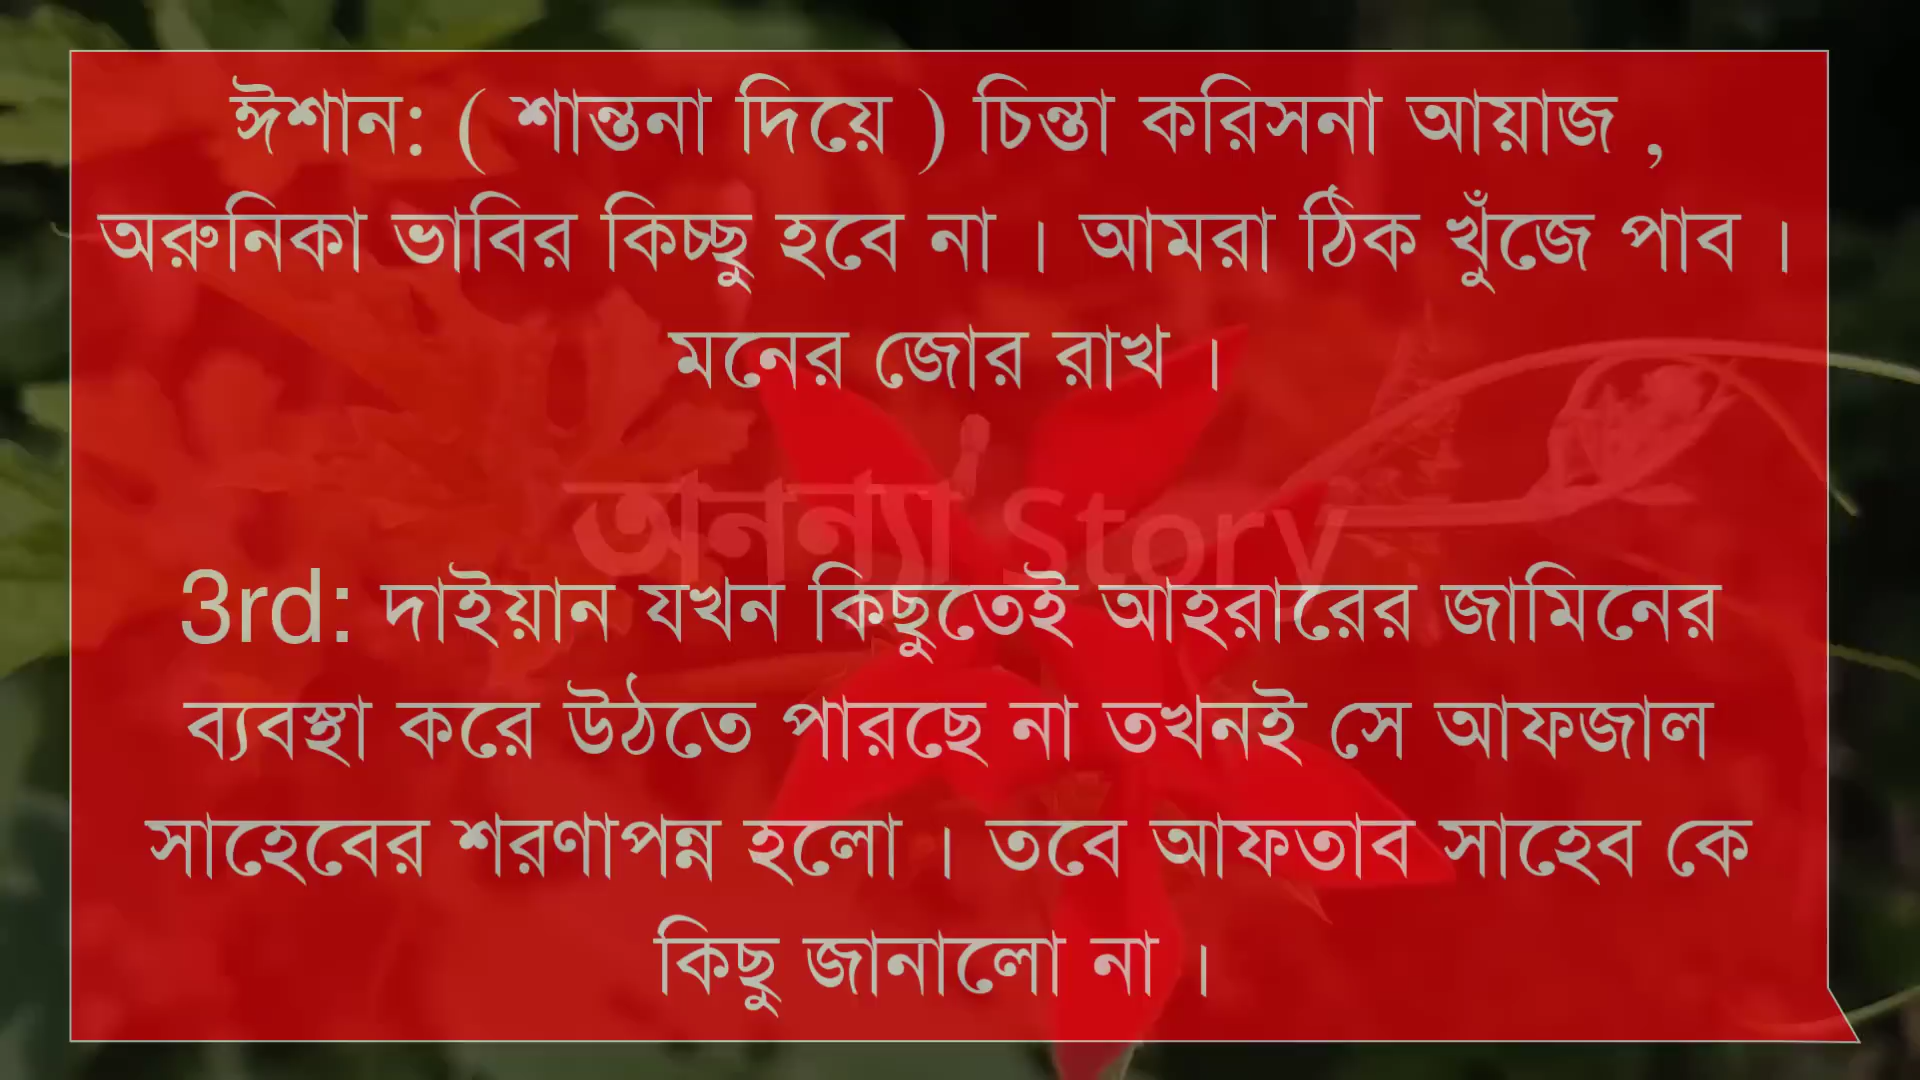 ঈশান: ( শান্তনা দিয়ে ) চিন্তা করিসনা আয়াজ ,
অরুনিকা ভাবির কিচ্ছু হবে না । আমরা ঠিক খুঁজে পাব ।
মনের জোর রাখ ।
অনন্যা Story
3rd: দাইয়ান যখন কিছুতেই আহরারের জামিনের
ব্যবস্থা করে উঠতে পারছে না তখনই সে আফজাল
সাহেবের শরণাপন্ন হলো । তবে আফতাব সাহেব কে
কিছু জানালো না ।